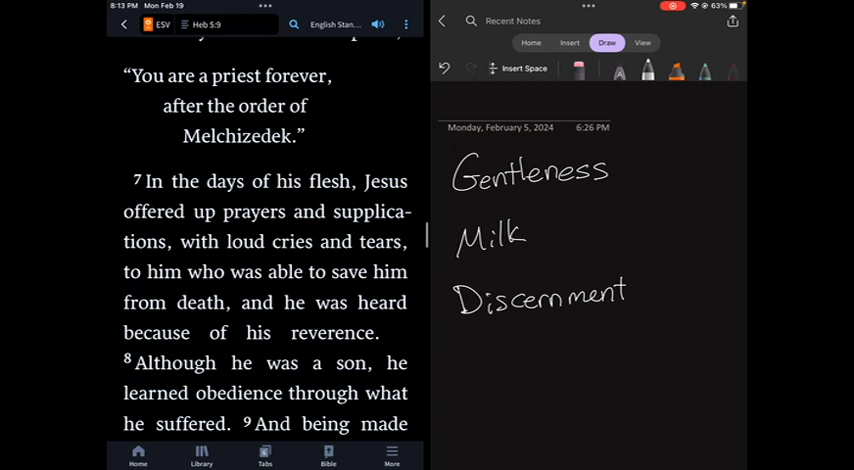 8:13 PM Mon Feb 19
ESV
Heb 5:9
English Stan...
“You are a priest forever,
after the order of
Melchizedek.”
7 In the days of his flesh, Jesus
offered up prayers and supplica-
tions, with loud cries and tears,
to him who was able to save him
from death, and he was heard
because of his reverence.
8 Although he was a son, he
learned obedience through what
he suffered. 9 And being made
Home
Library
Tabs
Bible
More
63%
Recent Notes
Home
Insert
Draw
View
Insert Space
Monday, February 5, 2024 6:26 PM
Gentleness
Milk
Discernment